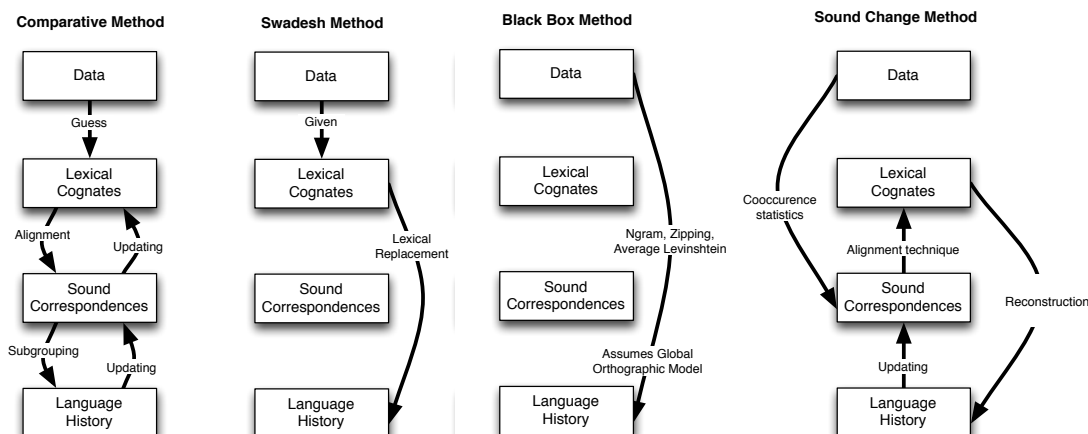 Comparative Method
Data
Guess
Lexical
Cognates
Alignment
Updating
Sound
Correspondences
Subgrouping
Updating
Language
History
Swadesh Method
Data
Given
Lexical
Cognates
Lexical
Replacement
Sound
Correspondences
Language
History
Black Box Method
Data
Lexical
Cognates
Ngram, Zipping,
Average Levinshtein
Sound
Correspondences
Assumes Global
Orthographic Model
Language
History
Sound Change Method
Data
Lexical
Cognates
Cooccurence
statistics
Alignment technique
Sound
Correspondences
Reconstruction
Updating
Language
History